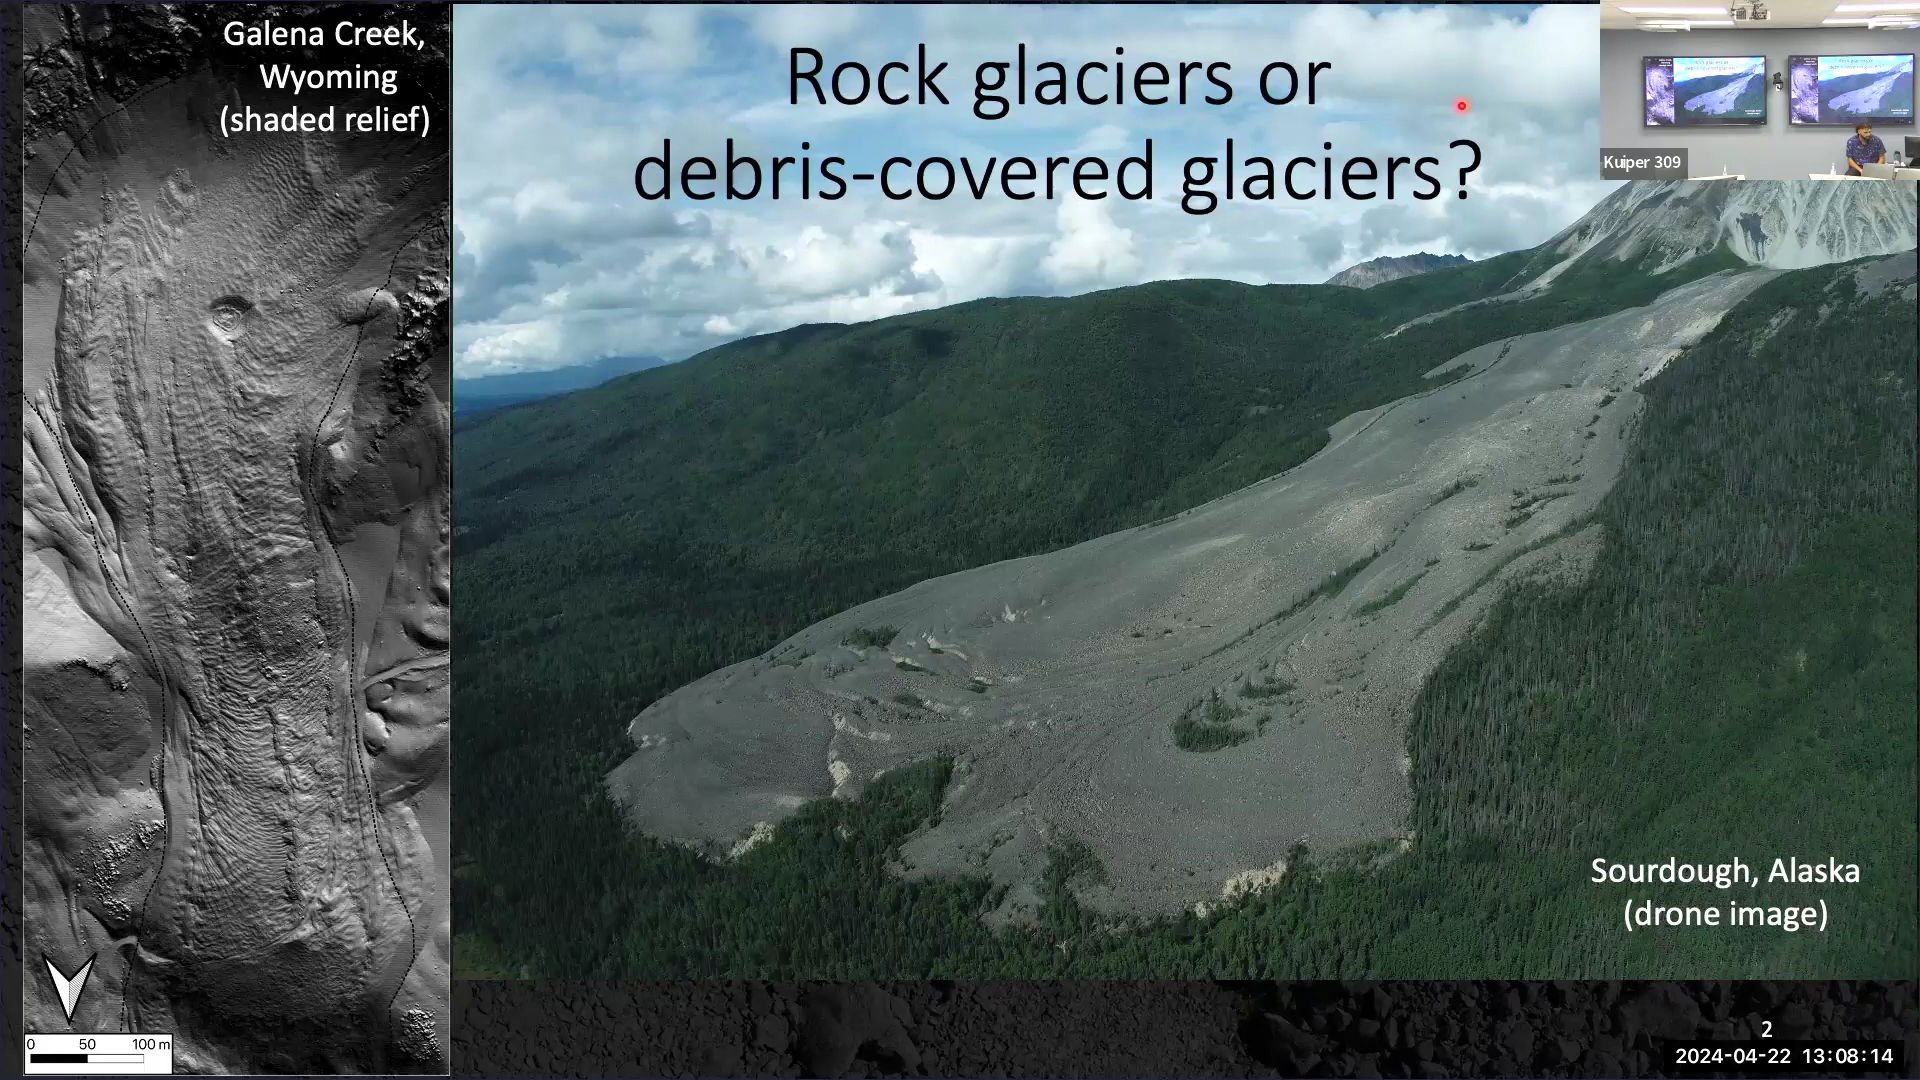 Galena Creek,
Wyoming
(shaded relief)
Rock glaciers or
debris-covered glaciers?
Kuiper 309
Sourdough, Alaska
(drone image)
0 50 100 m
2
2024-04-22 13:08:14